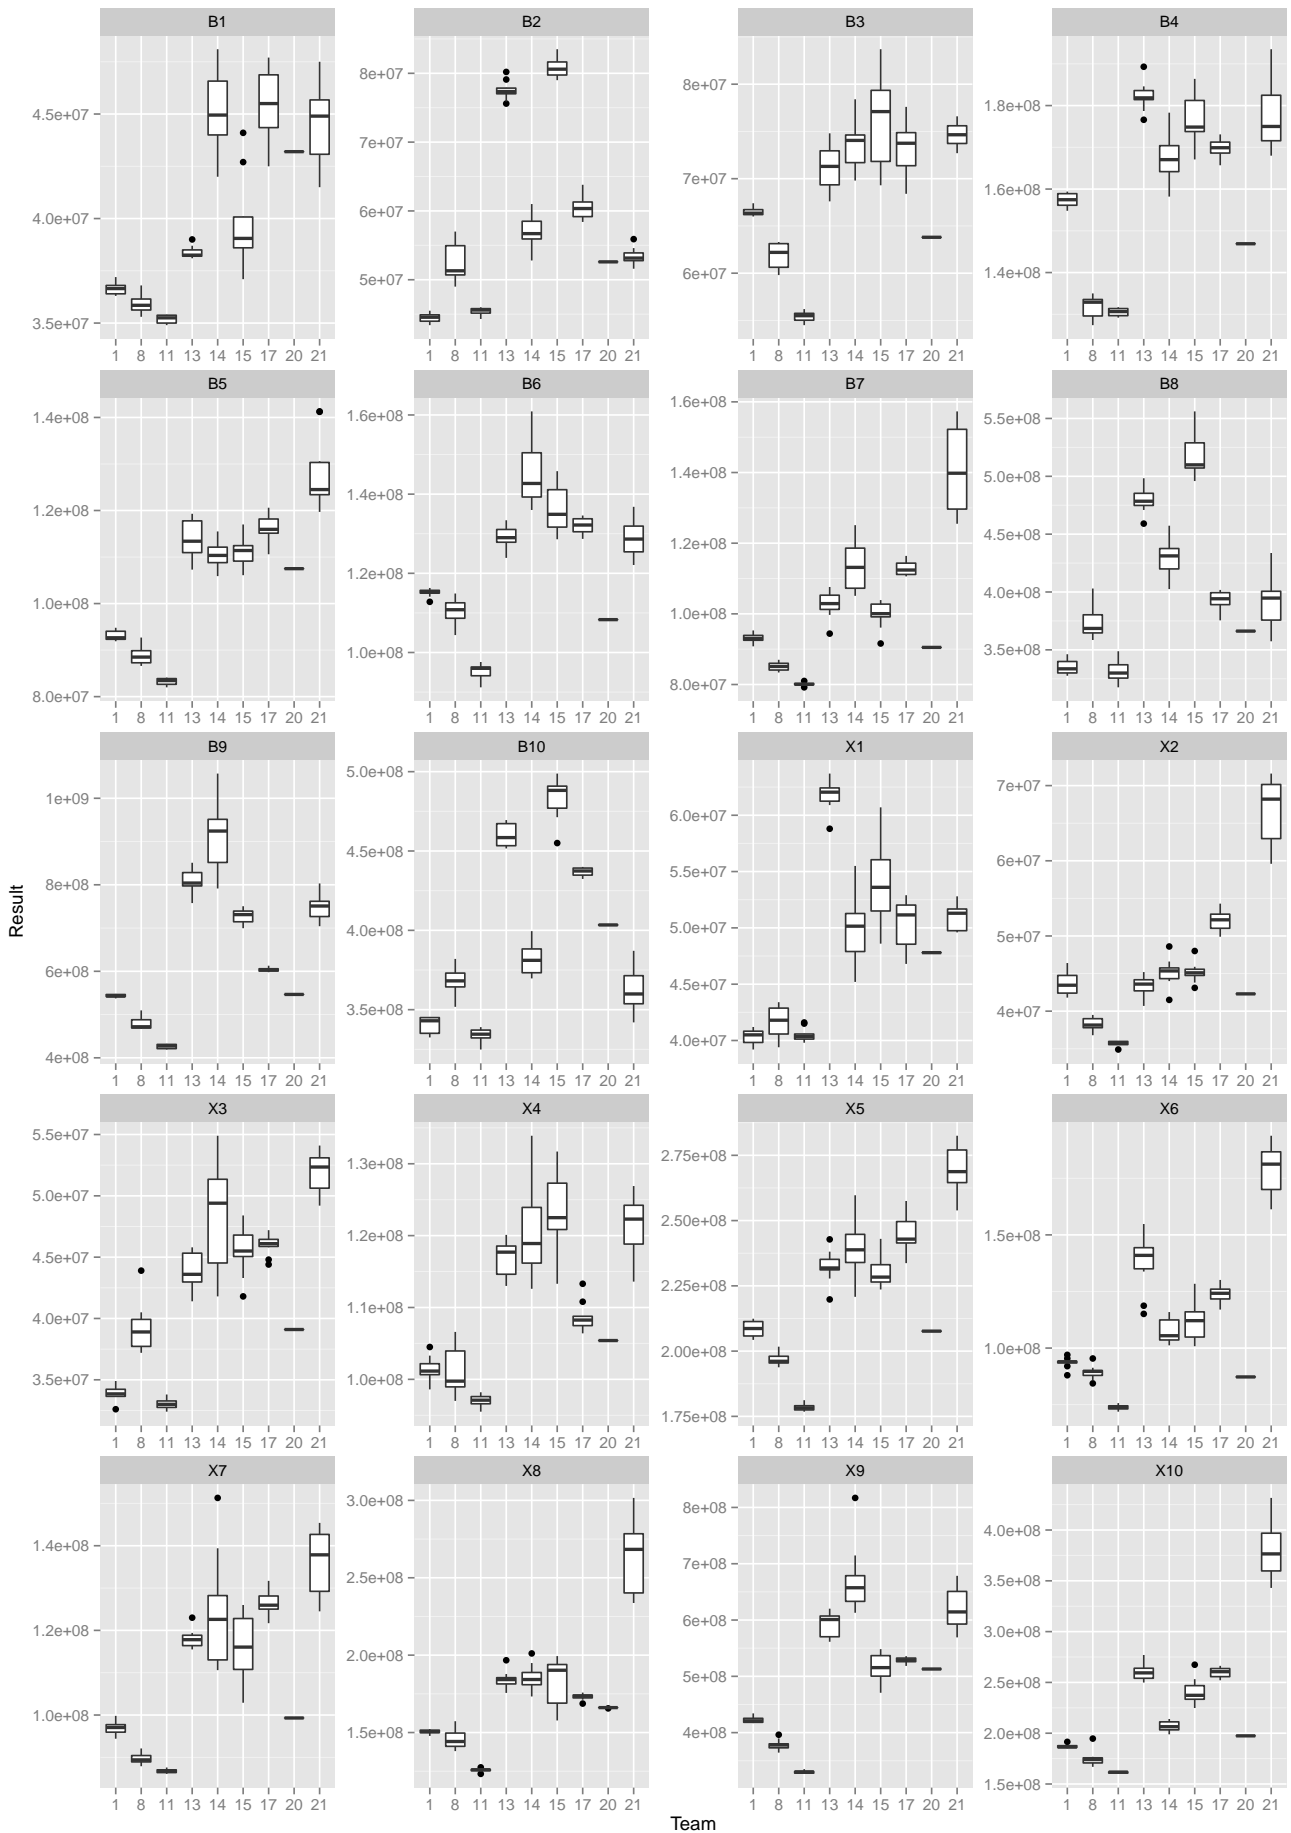 B1 B2 B3 B4
4.5e+07 8e+07 8e+07 1.8e+08
7e+07
4.0e+07 7e+07 1.6e+08
6e+07
6e+07 1.4e+08
3.5e+07 5e+07
1 8 11 13 14 15 17 20 21 1 8 11 13 14 15 17 20 21 1 8 11 13 14 15 17 20 21 1 8 11 13 14 15 17 20 21
B5 B6 B7 B8
1.4e+08 1.6e+08 1.6e+08 5.5e+08
1.4e+08 1.4e+08 5.0e+08
1.2e+08 4.5e+08
1.2e+08 1.2e+08
1.0e+08 1.0e+08 4.0e+08
1.0e+08
8.0e+07 8.0e+07 3.5e+08
1 8 11 13 14 15 17 20 21 1 8 11 13 14 15 17 20 21 1 8 11 13 14 15 17 20 21 1 8 11 13 14 15 17 20 21
B9 B10 X1 X2
1e+09 5.0e+08 6.0e+07 7e+07
4.5e+08 5.5e+07 6e+07
8e+08 5.0e+07
4.0e+08 5e+07
6e+08 4.5e+07
3.5e+08 4e+07
4e+08 4.0e+07
1 8 11 13 14 15 17 20 21 1 8 11 13 14 15 17 20 21 1 8 11 13 14 15 17 20 21 1 8 11 13 14 15 17 20 21
Result
X3 X4 X5 X6
5.5e+07 1.3e+08 2.75e+08
5.0e+07 2.50e+08 1.5e+08
4.5e+07 1.2e+08 2.25e+08
4.0e+07 1.1e+08 2.00e+08 1.0e+08
3.5e+07 1.0e+08 1.75e+08
1 8 11 13 14 15 17 20 21 1 8 11 13 14 15 17 20 21 1 8 11 13 14 15 17 20 21 1 8 11 13 14 15 17 20 21
X7 X8 X9 X10
1.4e+08 3.0e+08 8e+08 4.0e+08
2.5e+08 7e+08 3.5e+08
1.2e+08 6e+08 3.0e+08
2.0e+08 5e+08 2.5e+08
1.0e+08 1.5e+08 4e+08 2.0e+08
1.5e+08
1 8 11 13 14 15 17 20 21 1 8 11 13 14 15 17 20 21 1 8 11 13 14 15 17 20 21 1 8 11 13 14 15 17 20 21
Team